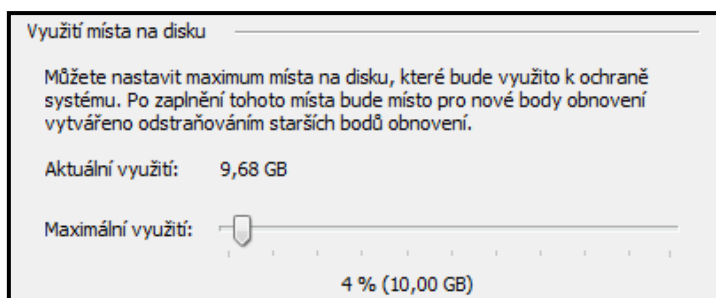 Využití místa na disku
Můžete nastavit maximum místa na disku, které bude využito k ochraně
systému. Po zaplnění tohoto místa bude místo pro nové body obnovení
vytvářeno odstraňováním starších bodů obnovení.
Aktuální využití: 9,68 GB
Maximální využití:
4 % (10,00 GB)